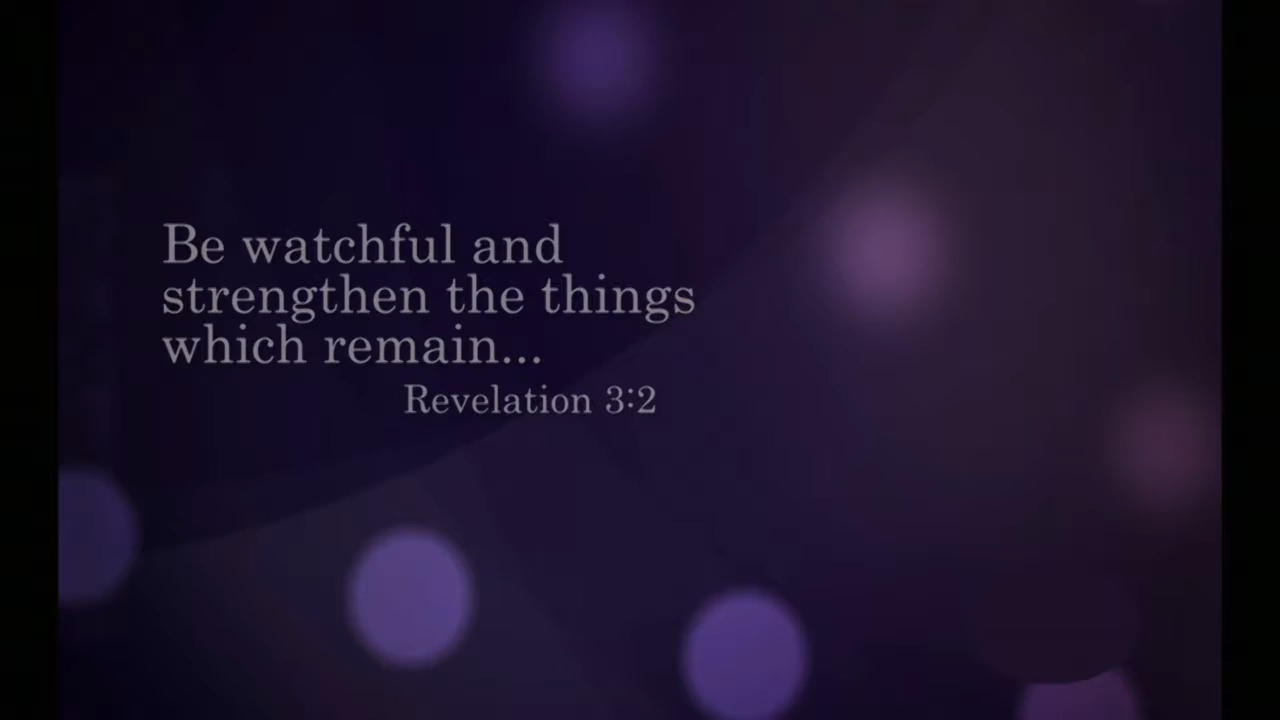 Be watchful and
strengthen the things
which remain...
Revelation 3:2